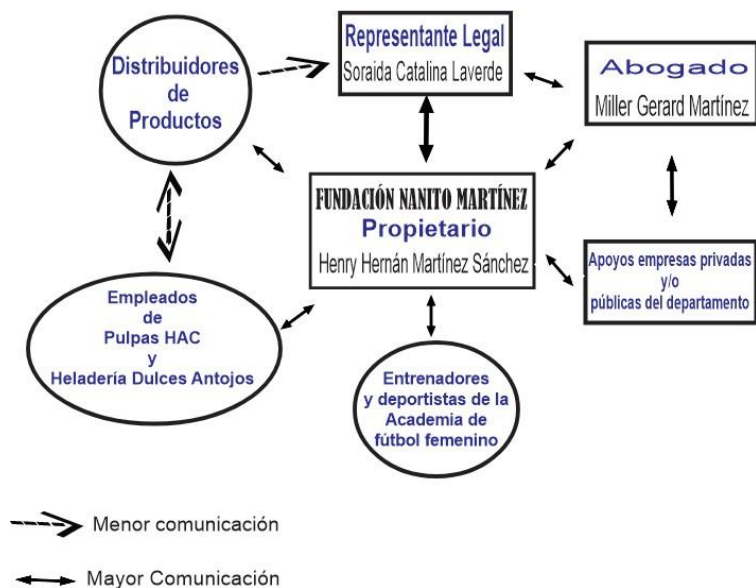 Representante Legal
Soraida Catalina Laverde
Distribuidores
de
Productos
Abogado
Miller Gerard Martínez
FUNDACIÓN NANITO MARTÍNEZ
Propietario
Henry Hernán Martínez Sánchez
Apoyos empresas privadas
y/o
públicas del departamento
Empleados
de
Pulpas HAC
y
Heladería Dulces Antojos
Entrenadores
y deportistas de la
Academia de
fútbol femenino
Menor comunicación
Mayor Comunicación